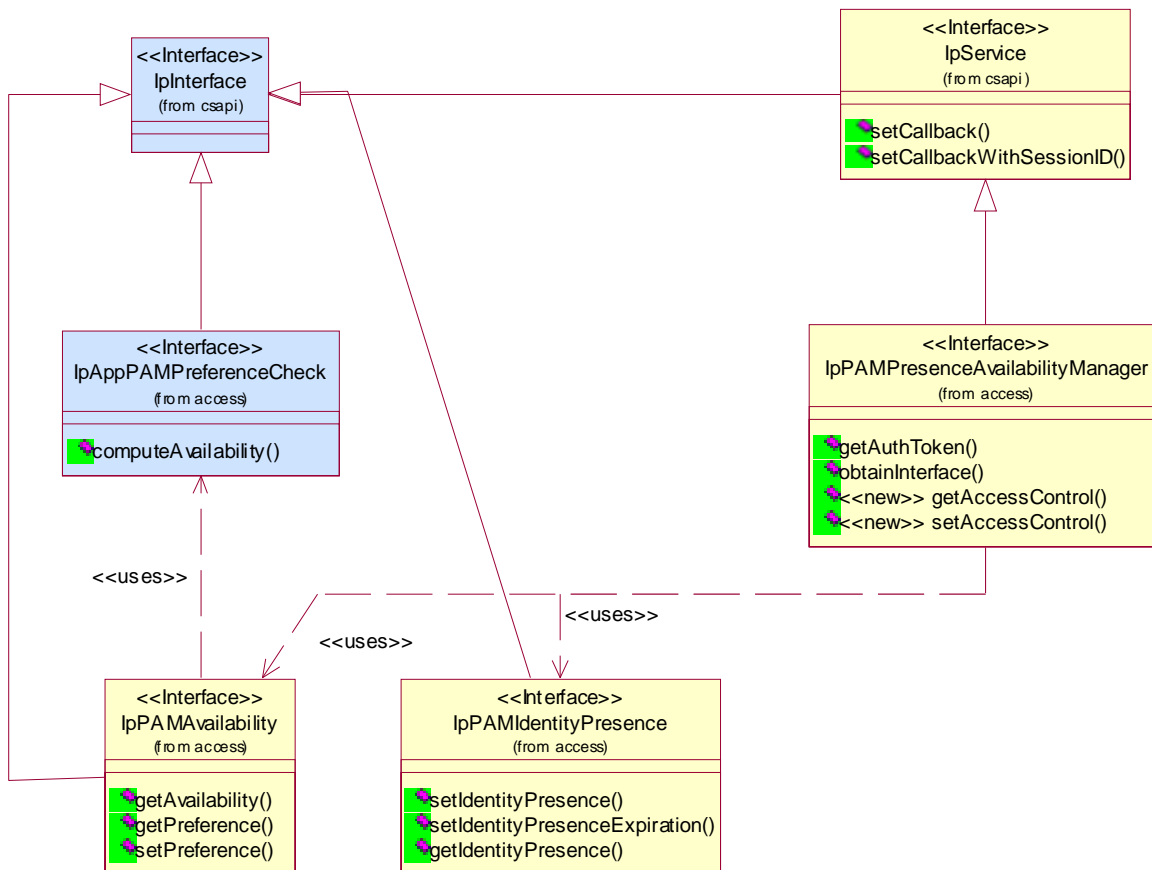 <<Interface>>
IpInterface
(from csapi)
<<Interface>>
IpService
(from csapi)
setCallback()
setCallbackWithSessionID()
<<Interface>>
IpAppPAMPreferenceCheck
(from access)
computeAvailability()
<<Interface>>
IpPAMPresenceAvailabilityManager
(from access)
getAuthToken()
obtainInterface()
<<new>> getAccessControl()
<<new>> setAccessControl()
<<uses>>
<<uses>>
<<uses>>
<<Interface>>
IpPAMAvailability
(from access)
getAvailability()
getPreference()
setPreference()
<<Interface>>
IpPAMIdentityPresence
(from access)
setIdentityPresence()
setIdentityPresenceExpiration()
getIdentityPresence()